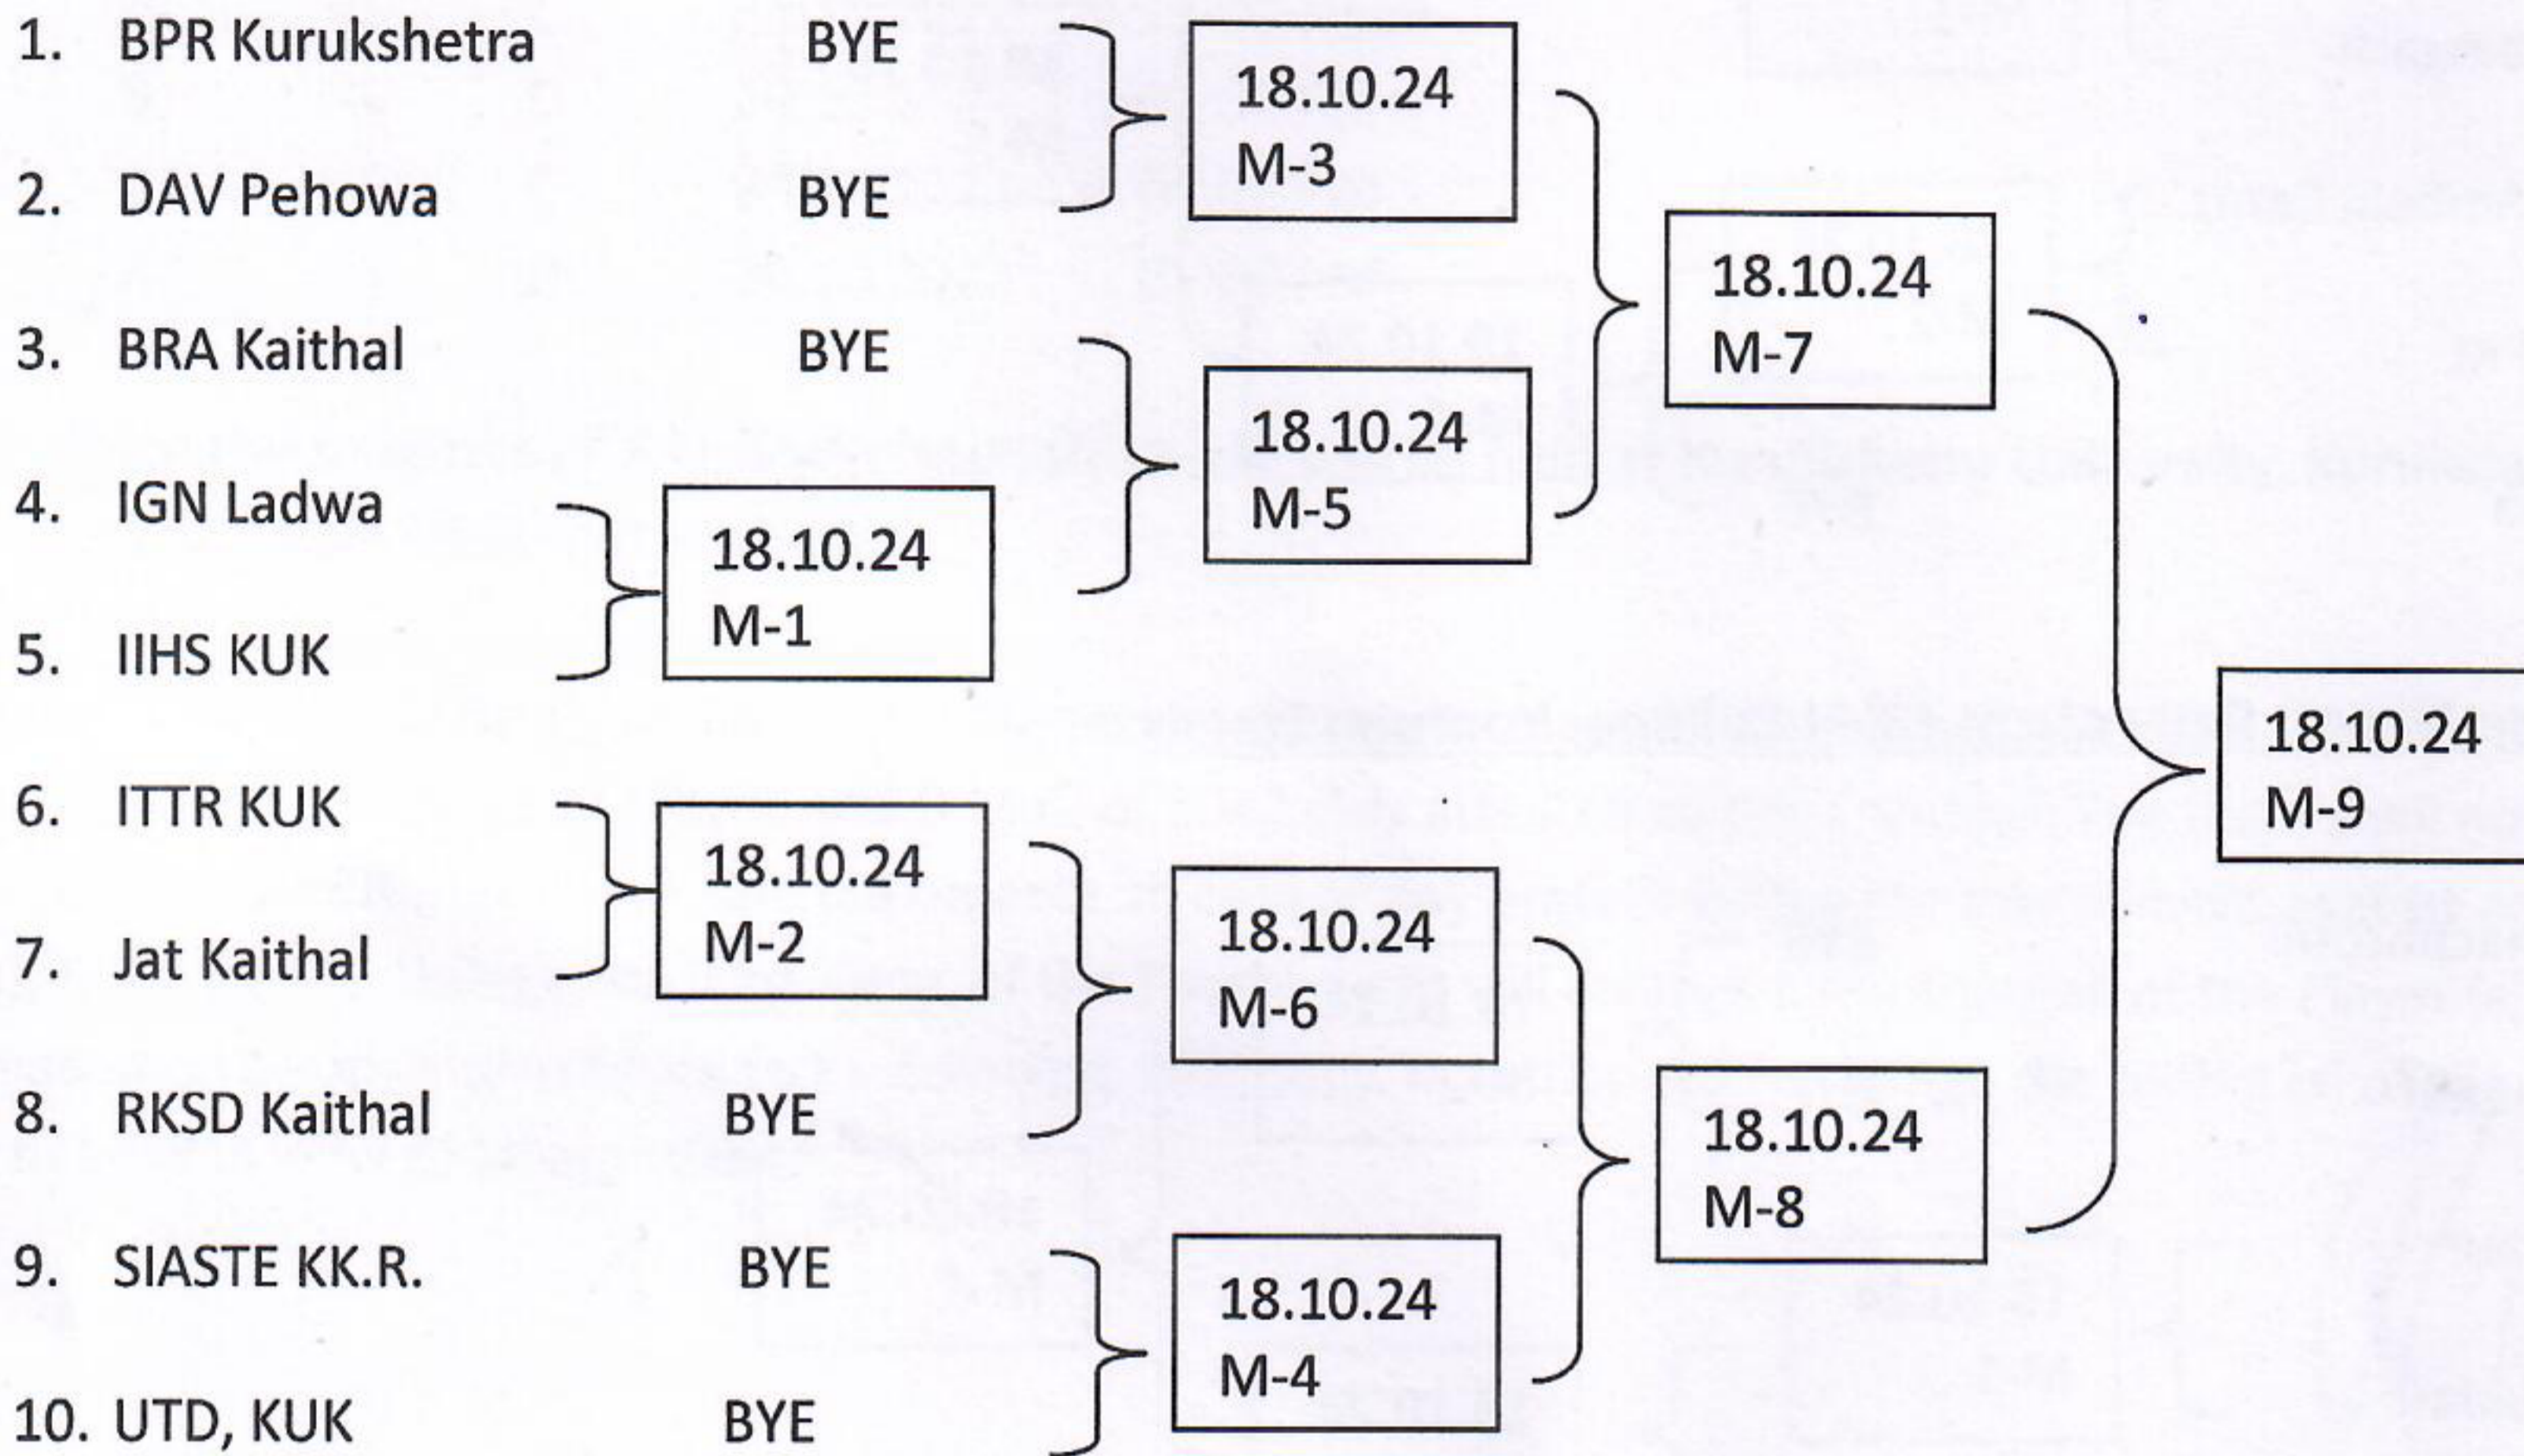 1. BPR Kurukshetra BYE
18.10.24
M-3
2. DAV Pehowa BYE
18.10.24
M-7
3. BRA Kaithal BYE
18.10.24
M-5
4. IGN Ladwa
18.10.24
M-1
5. IIHS KUK
18.10.24
M-9
6. ITTR KUK
18.10.24
M-2
7. Jat Kaithal
18.10.24
M-6
8. RKSD Kaithal BYE
18.10.24
M-8
9. SIASTE KK.R. BYE
18.10.24
M-4
10. UTD, KUK BYE